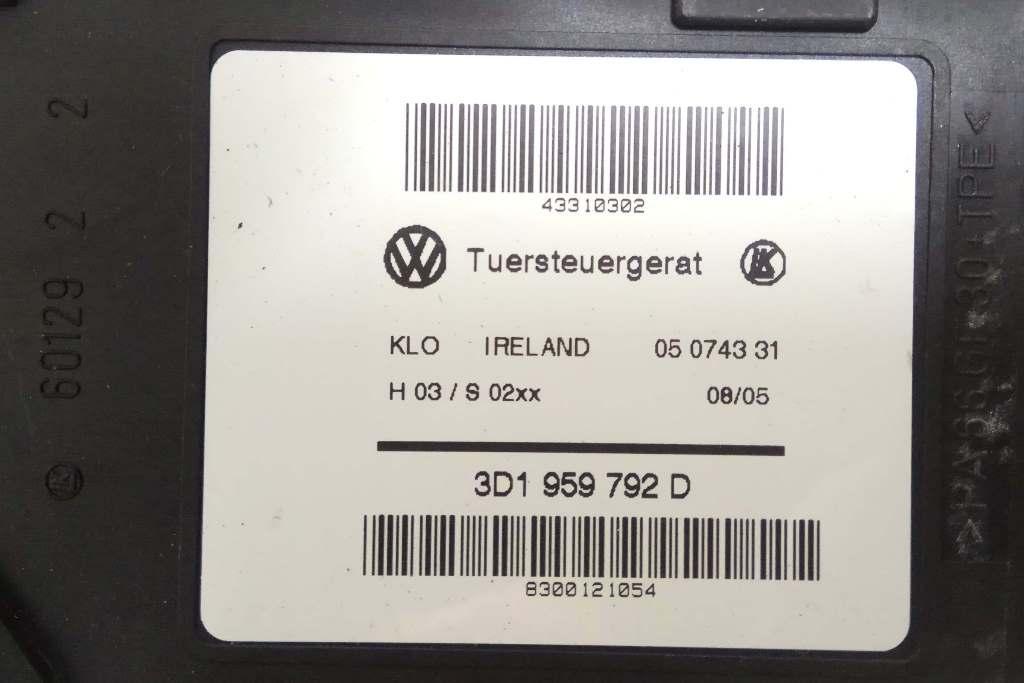 43310302
Tuersteuergerat
KLO IRELAND 05 0743 31
H 03 / S 02xx 08/05
3D1 959 792 D
8300121054
60129 2 2